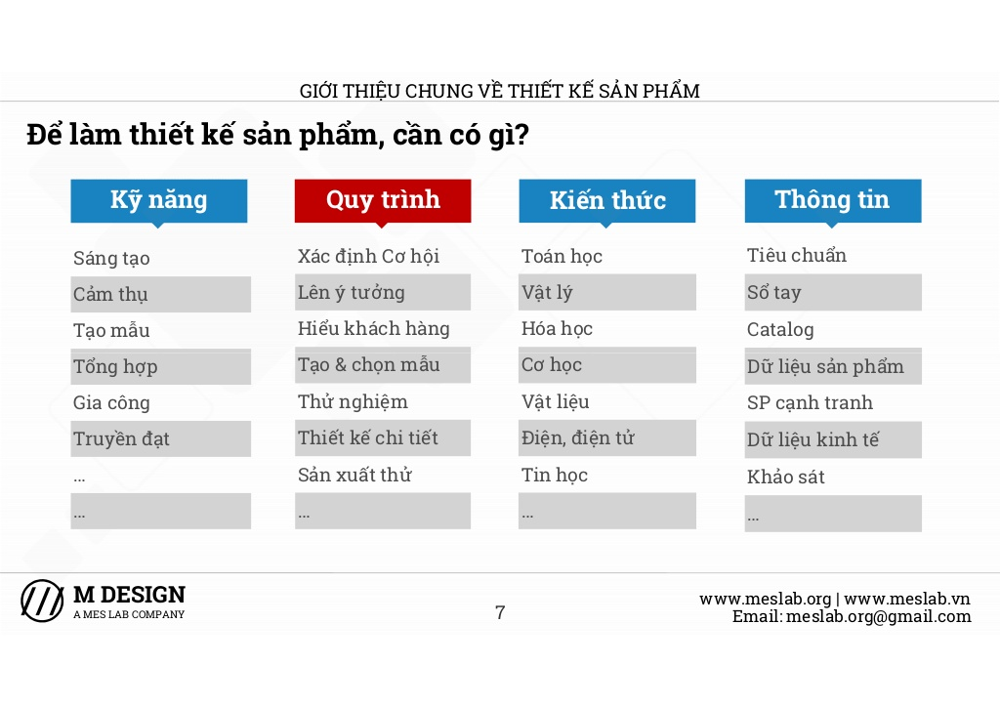 GIỚI THIỆU CHUNG VỀ THIẾT KẾ SẢN PHẨM
Để làm thiết kế sản phẩm, cần có gì?
Kỹ năng
Sáng tạo
Cảm thụ
Tạo mẫu
Tổng hợp
Gia công
Truyền đạt
...
...
Quy trình
Xác định Cơ hội
Lên ý tưởng
Hiểu khách hàng
Tạo & chọn mẫu
Thử nghiệm
Thiết kế chi tiết
Sản xuất thử
...
Kiến thức
Toán học
Vật lý
Hóa học
Cơ học
Vật liệu
Điện, điện tử
Tin học
...
Thông tin
Tiêu chuẩn
Sổ tay
Catalog
Dữ liệu sản phẩm
SP cạnh tranh
Dữ liệu kinh tế
Khảo sát
...
M DESIGN
A MES LAB COMPANY
7
www.meslab.org | www.meslab.vn
Email: meslab.org@gmail.com